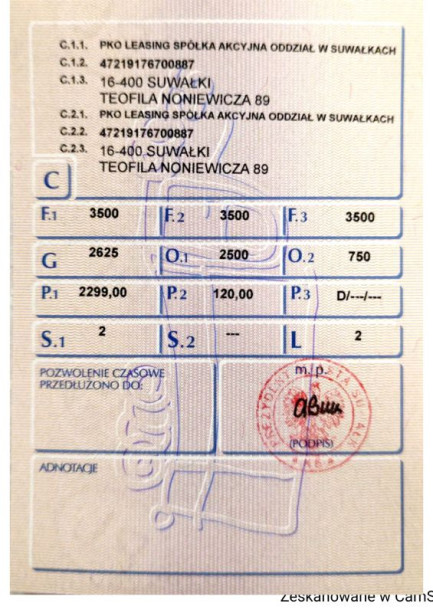 C.1.1. PKO LEASING SPÓŁKA AKCYJNA ODDZIAŁ W SUWAŁKACH
C.1.2. 47219176700887
C.1.3. 16-400 SUWAŁKI
TEOFILA NONIEWICZA 89
C.2.1. PKO LEASING SPÓŁKA AKCYJNA ODDZIAŁ W SUWAŁKACH
C.2.2. 47219176700887
C.2.3. 16-400 SUWAŁKI
TEOFILA NONIEWICZA 89
C
F.1 3500 F.2 3500 F.3 3500
G 2625 O.1 2500 O.2 750
P.1 2299,00 P.2 120,00 P.3 D/---/---
S.1 2 S.2 --- L 2
POZWOLENIE CZASOWE
PRZEDŁUŻONO DO:
m.p.
(PODPIS)
ADNOTACJE
Zeskanowane w CamS